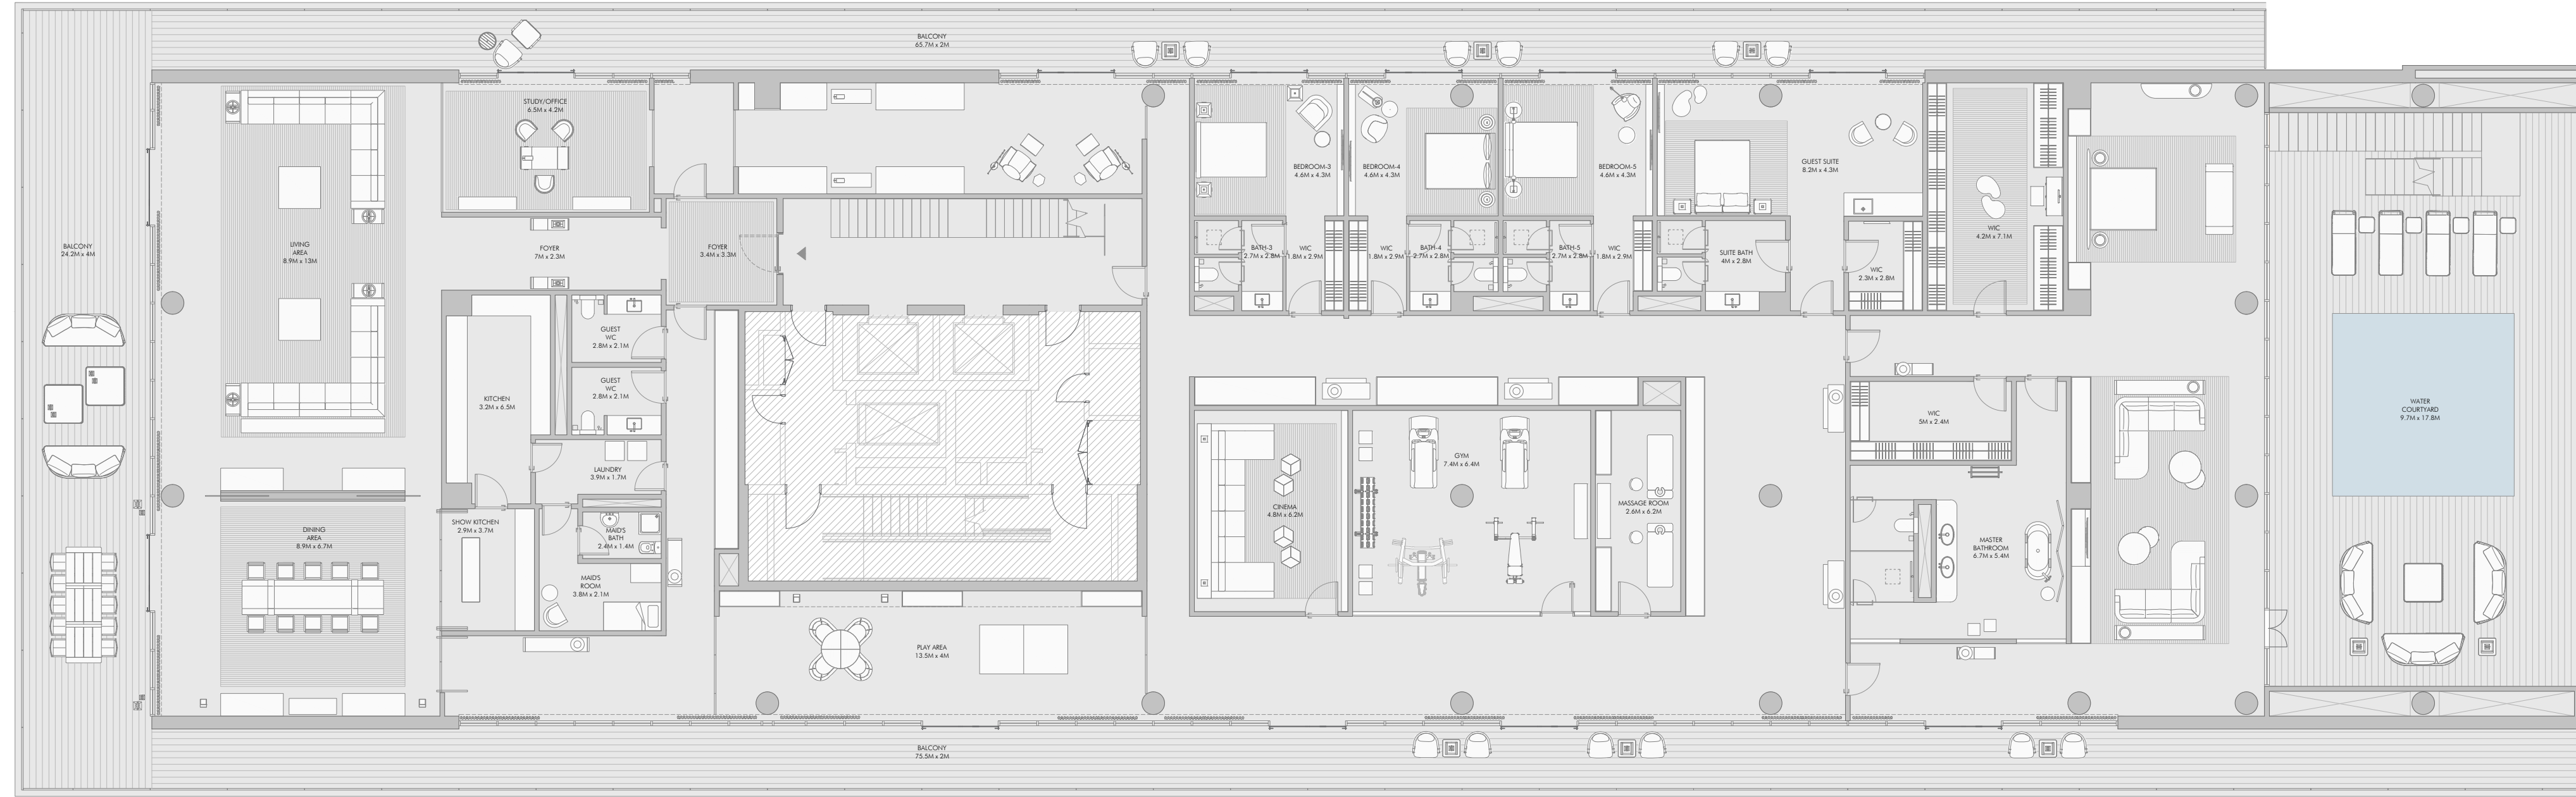 BALCONY
65.7M x 2M
STUDY/OFFICE
6.5M x 4.2M
BALCONY
24.2M x 4M
LIVING
AREA
8.9M x 13M
FOYER
7M x 2.3M
FOYER
3.4M x 3.3M
BEDROOM-3
4.6M x 4.3M
BEDROOM-4
4.6M x 4.3M
BEDROOM-5
4.6M x 4.3M
GUEST SUITE
8.2M x 4.3M
BATH-3
2.7M x 2.8M
WIC
1.8M x 2.9M
WIC
1.8M x 2.9M
BATH-4
2.7M x 2.8M
BATH-5
2.7M x 2.8M
WIC
1.8M x 2.9M
SUITE BATH
4M x 2.8M
WIC
2.3M x 2.8M
WIC
4.2M x 7.1M
GUEST
WC
2.8M x 2.1M
GUEST
WC
2.8M x 2.1M
KITCHEN
3.2M x 6.5M
LAUNDRY
3.9M x 1.7M
SHOW KITCHEN
2.9M x 3.7M
MAID'S
BATH
2.4M x 1.4M
MAID'S
ROOM
3.8M x 2.1M
DINING
AREA
8.9M x 6.7M
PLAY AREA
13.5M x 4M
CINEMA
4.8M x 6.2M
GYM
7.4M x 6.4M
MASSAGE ROOM
2.6M x 6.2M
WIC
5M x 2.4M
MASTER
BATHROOM
6.7M x 5.4M
WATER
COURTYARD
9.7M x 17.8M
BALCONY
75.5M x 2M